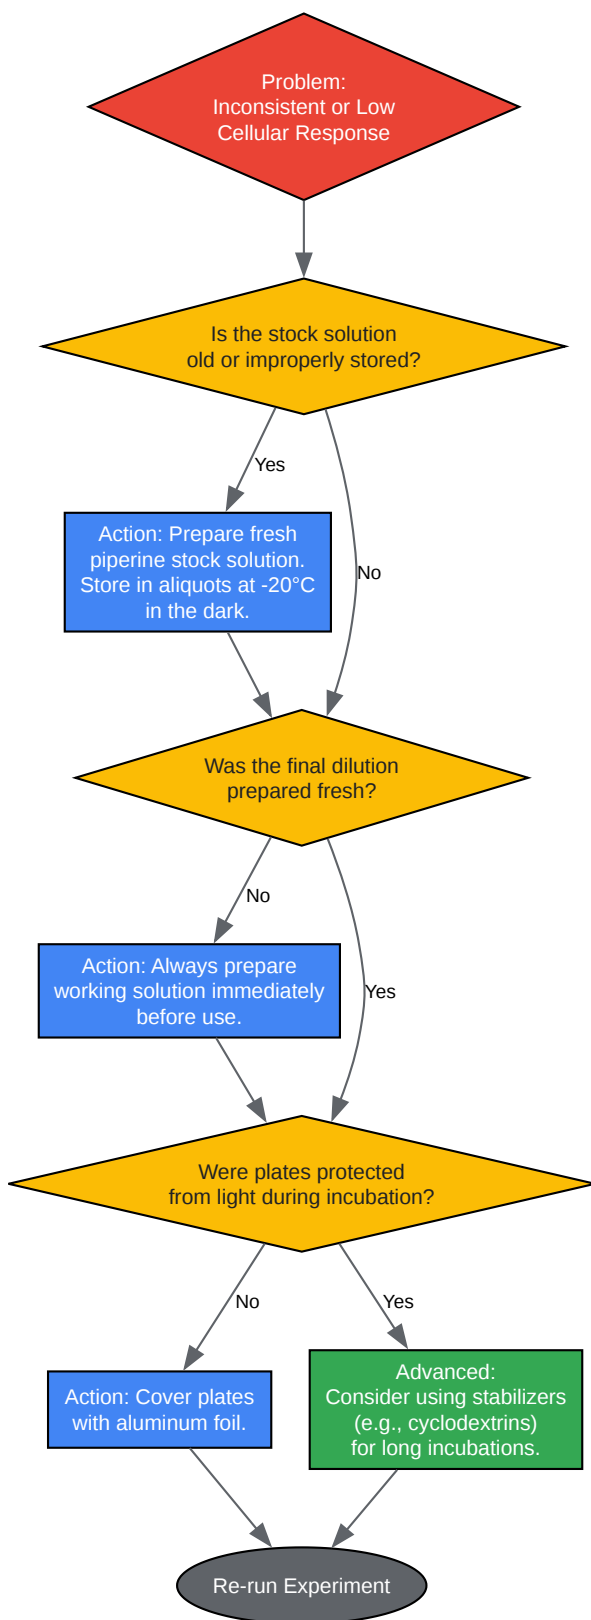 Problem:
Inconsistent or Low
Cellular Response
Is the stock solution
old or improperly stored?
Yes
Action: Prepare fresh
piperine stock solution.
Store in aliquots at -20°C
in the dark.
No
Was the final dilution
prepared fresh?
No
Action: Always prepare
working solution immediately
before use.
Yes
Were plates protected
from light during incubation?
No
Yes
Action: Cover plates
with aluminum foil.
Advanced:
Consider using stabilizers
(e.g., cyclodextrins)
for long incubations.
Re-run Experiment